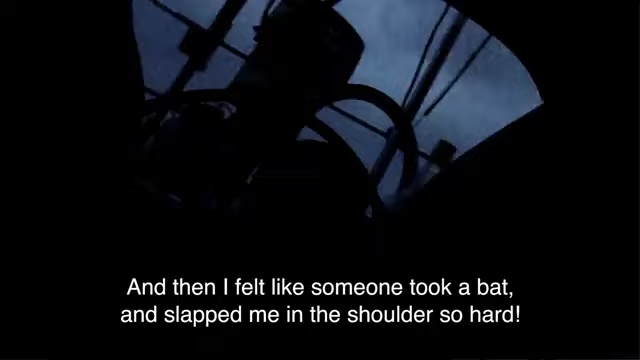 And then I felt like someone took a bat,
and slapped me in the shoulder so hard!